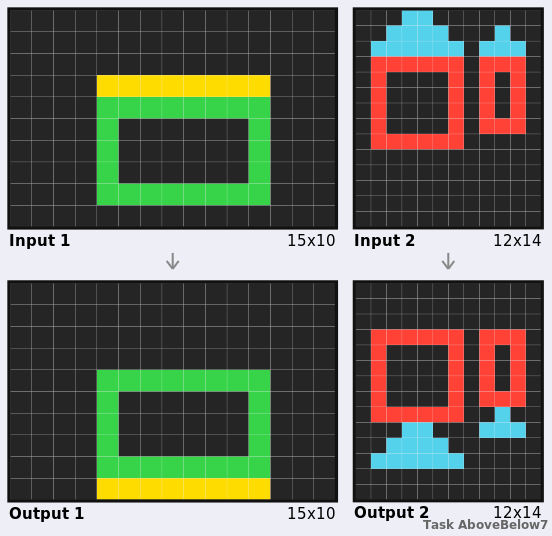 Input 1 15x10
Input 2 12x14
Output 1 15x10
Output 2 12x14
Task AboveBelow7